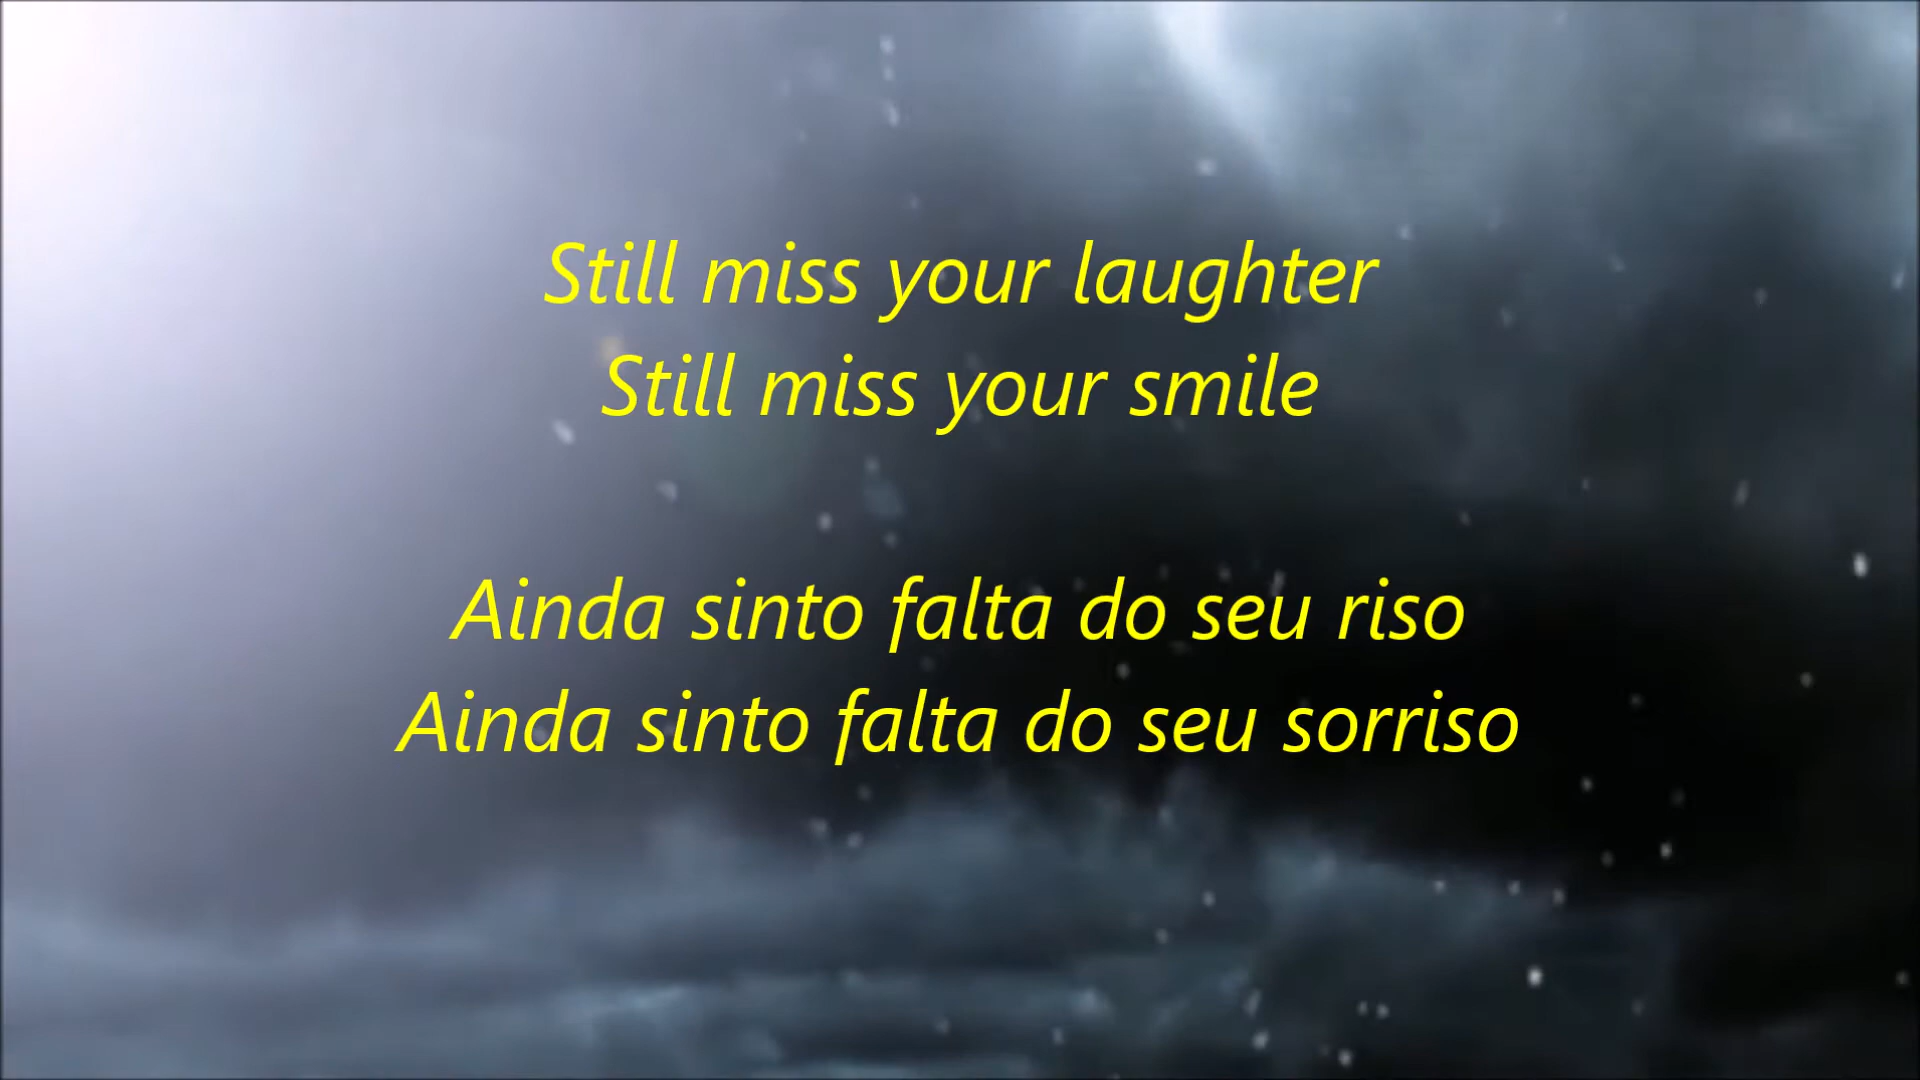 Still miss your laughter
Still miss your smile
Ainda sinto falta do seu riso
Ainda sinto falta do seu sorriso